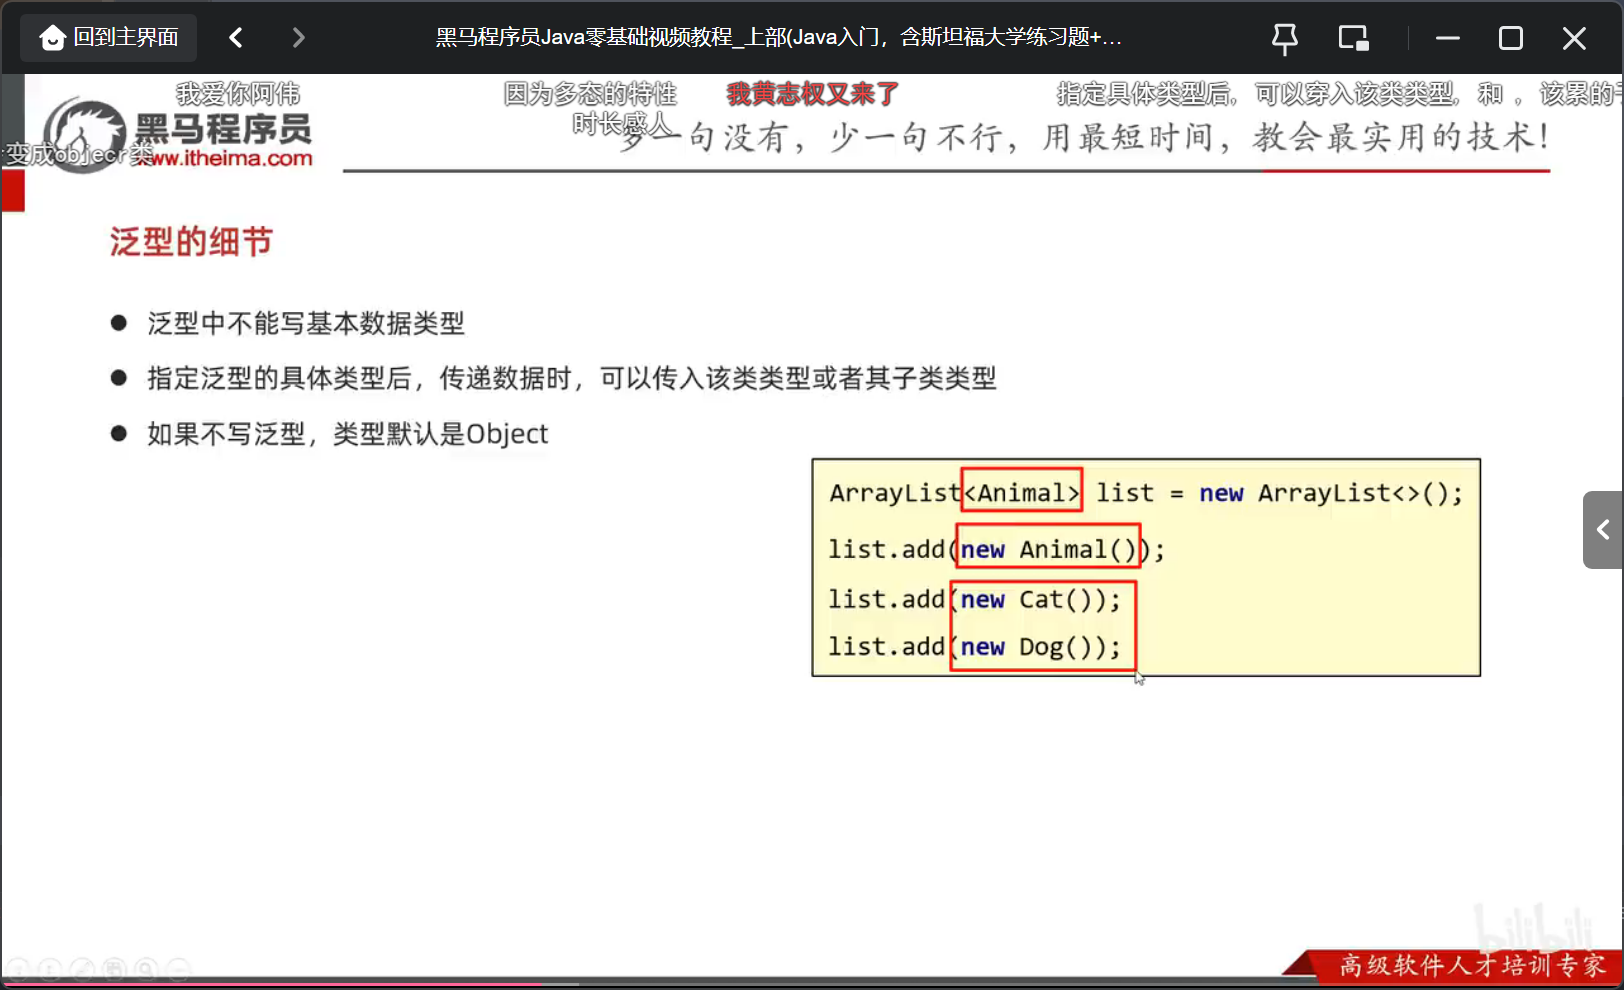 回到主界面
黑马程序员Java零基础视频教程_上部(Java入门，含斯坦福大学练习题+...
我爱你阿伟
因为多态的特性
我黄志权又来了
指定具体类型后，可以穿入该类类型，和 ，该累的
时长感人
变成objecr类
黑马程序员
www.itheima.com
多一句没有，少一句不行，用最短时间，教会最实用的技术！
泛型的细节
● 泛型中不能写基本数据类型
● 指定泛型的具体类型后，传递数据时，可以传入该类类型或者其子类类型
● 如果不写泛型，类型默认是Object
ArrayList<Animal> list = new ArrayList<>();
list.add(new Animal());
list.add(new Cat());
list.add(new Dog());
bilibili
高级软件人才培训专家